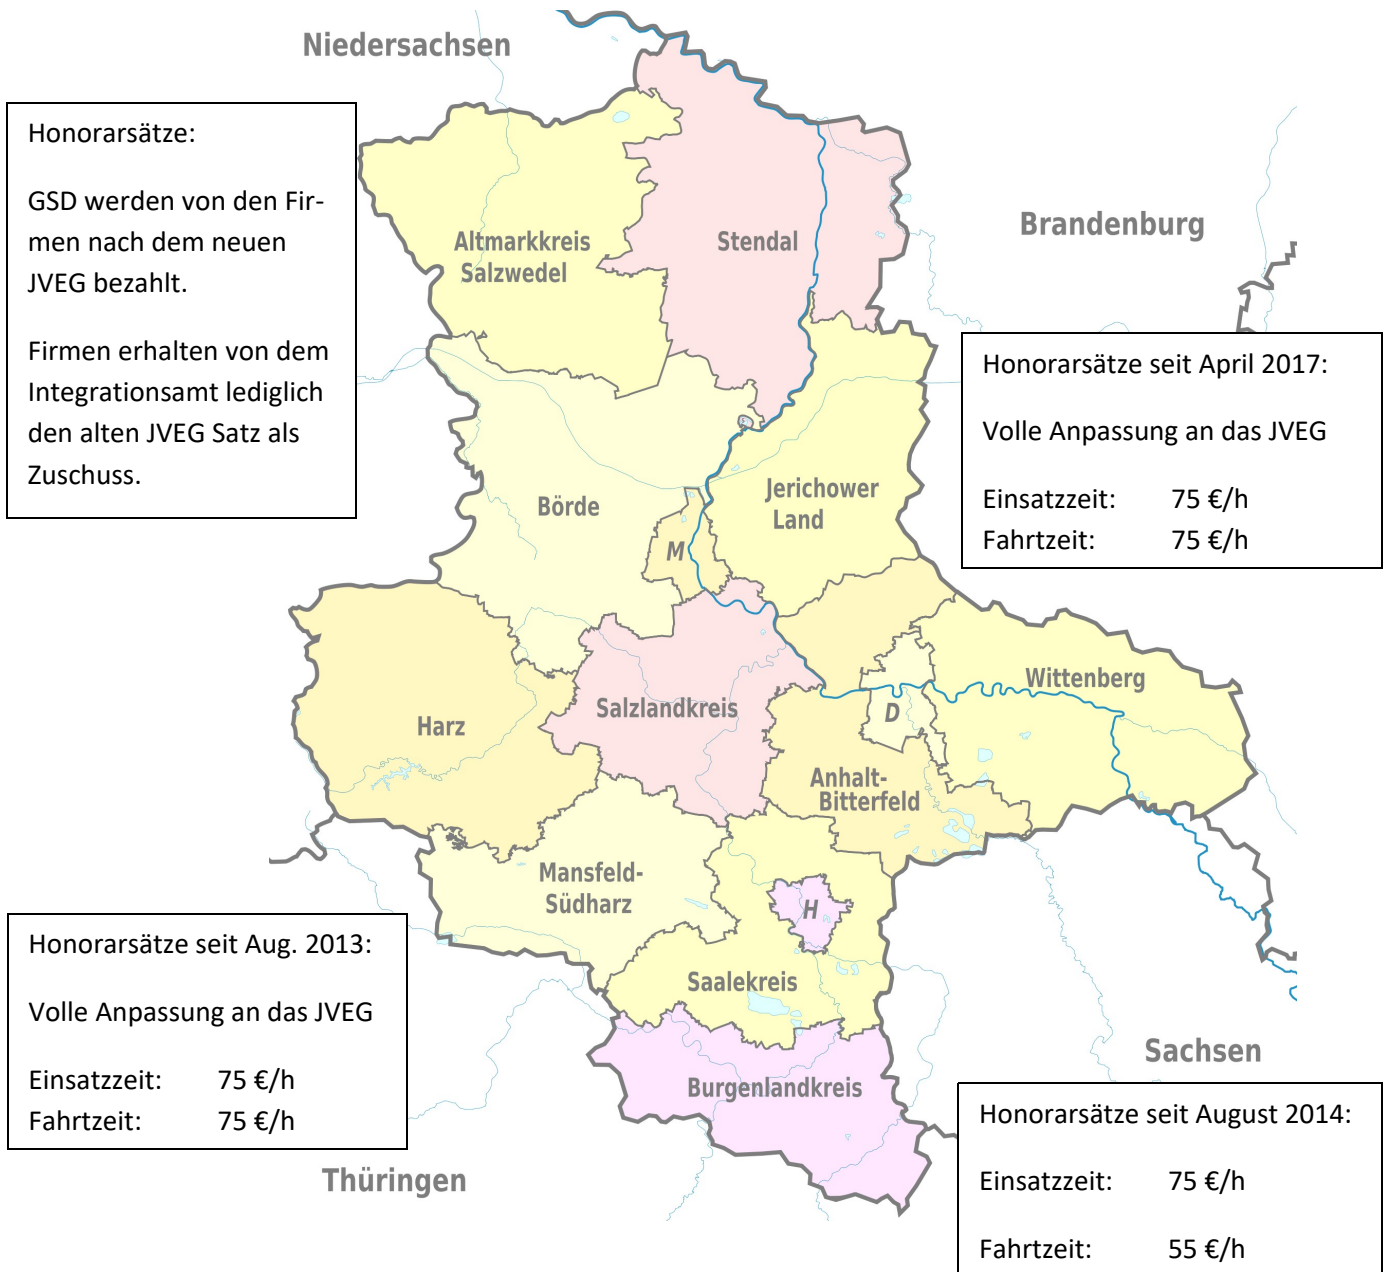 Niedersachsen
Honorarsätze:
GSD werden von den Fir-
men nach dem neuen
JVEG bezahlt.
Firmen erhalten von dem
Integrationsamt lediglich
den alten JVEG Satz als
Zuschuss.
Altmarkkreis
Salzwedel
Stendal
Brandenburg
Honorarsätze seit April 2017:
Volle Anpassung an das JVEG
Einsatzzeit: 75 €/h
Fahrtzeit: 75 €/h
Börde
Jerichower
Land
M
Wittenberg
Harz
Salzlandkreis
D
Anhalt-
Bitterfeld
Mansfeld-
Südharz
H
Saalekreis
Honorarsätze seit Aug. 2013:
Volle Anpassung an das JVEG
Einsatzzeit: 75 €/h
Fahrtzeit: 75 €/h
Burgenlandkreis
Sachsen
Thüringen
Honorarsätze seit August 2014:
Einsatzzeit: 75 €/h
Fahrtzeit: 55 €/h